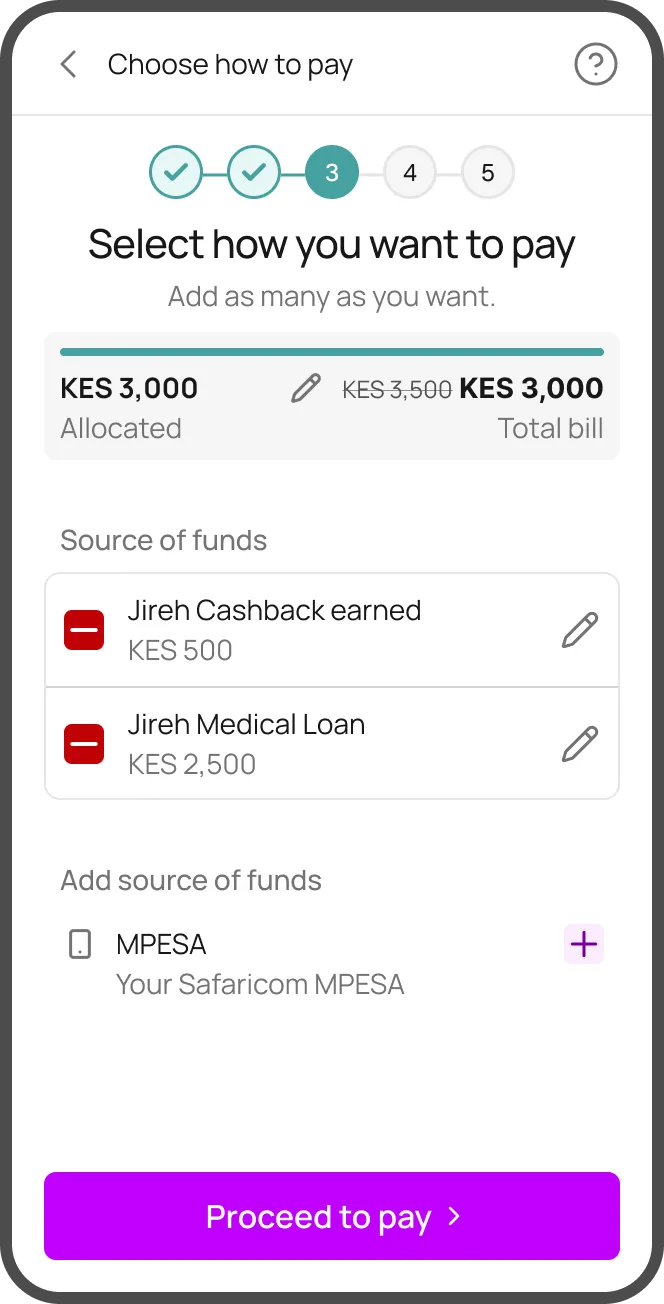 Choose how to pay
?
3 4 5
Select how you want to pay
Add as many as you want.
KES 3,000 KES 3,500 KES 3,000
Allocated Total bill
Source of funds
Jireh Cashback earned
KES 500
Jireh Medical Loan
KES 2,500
Add source of funds
MPESA
Your Safaricom MPESA
Proceed to pay